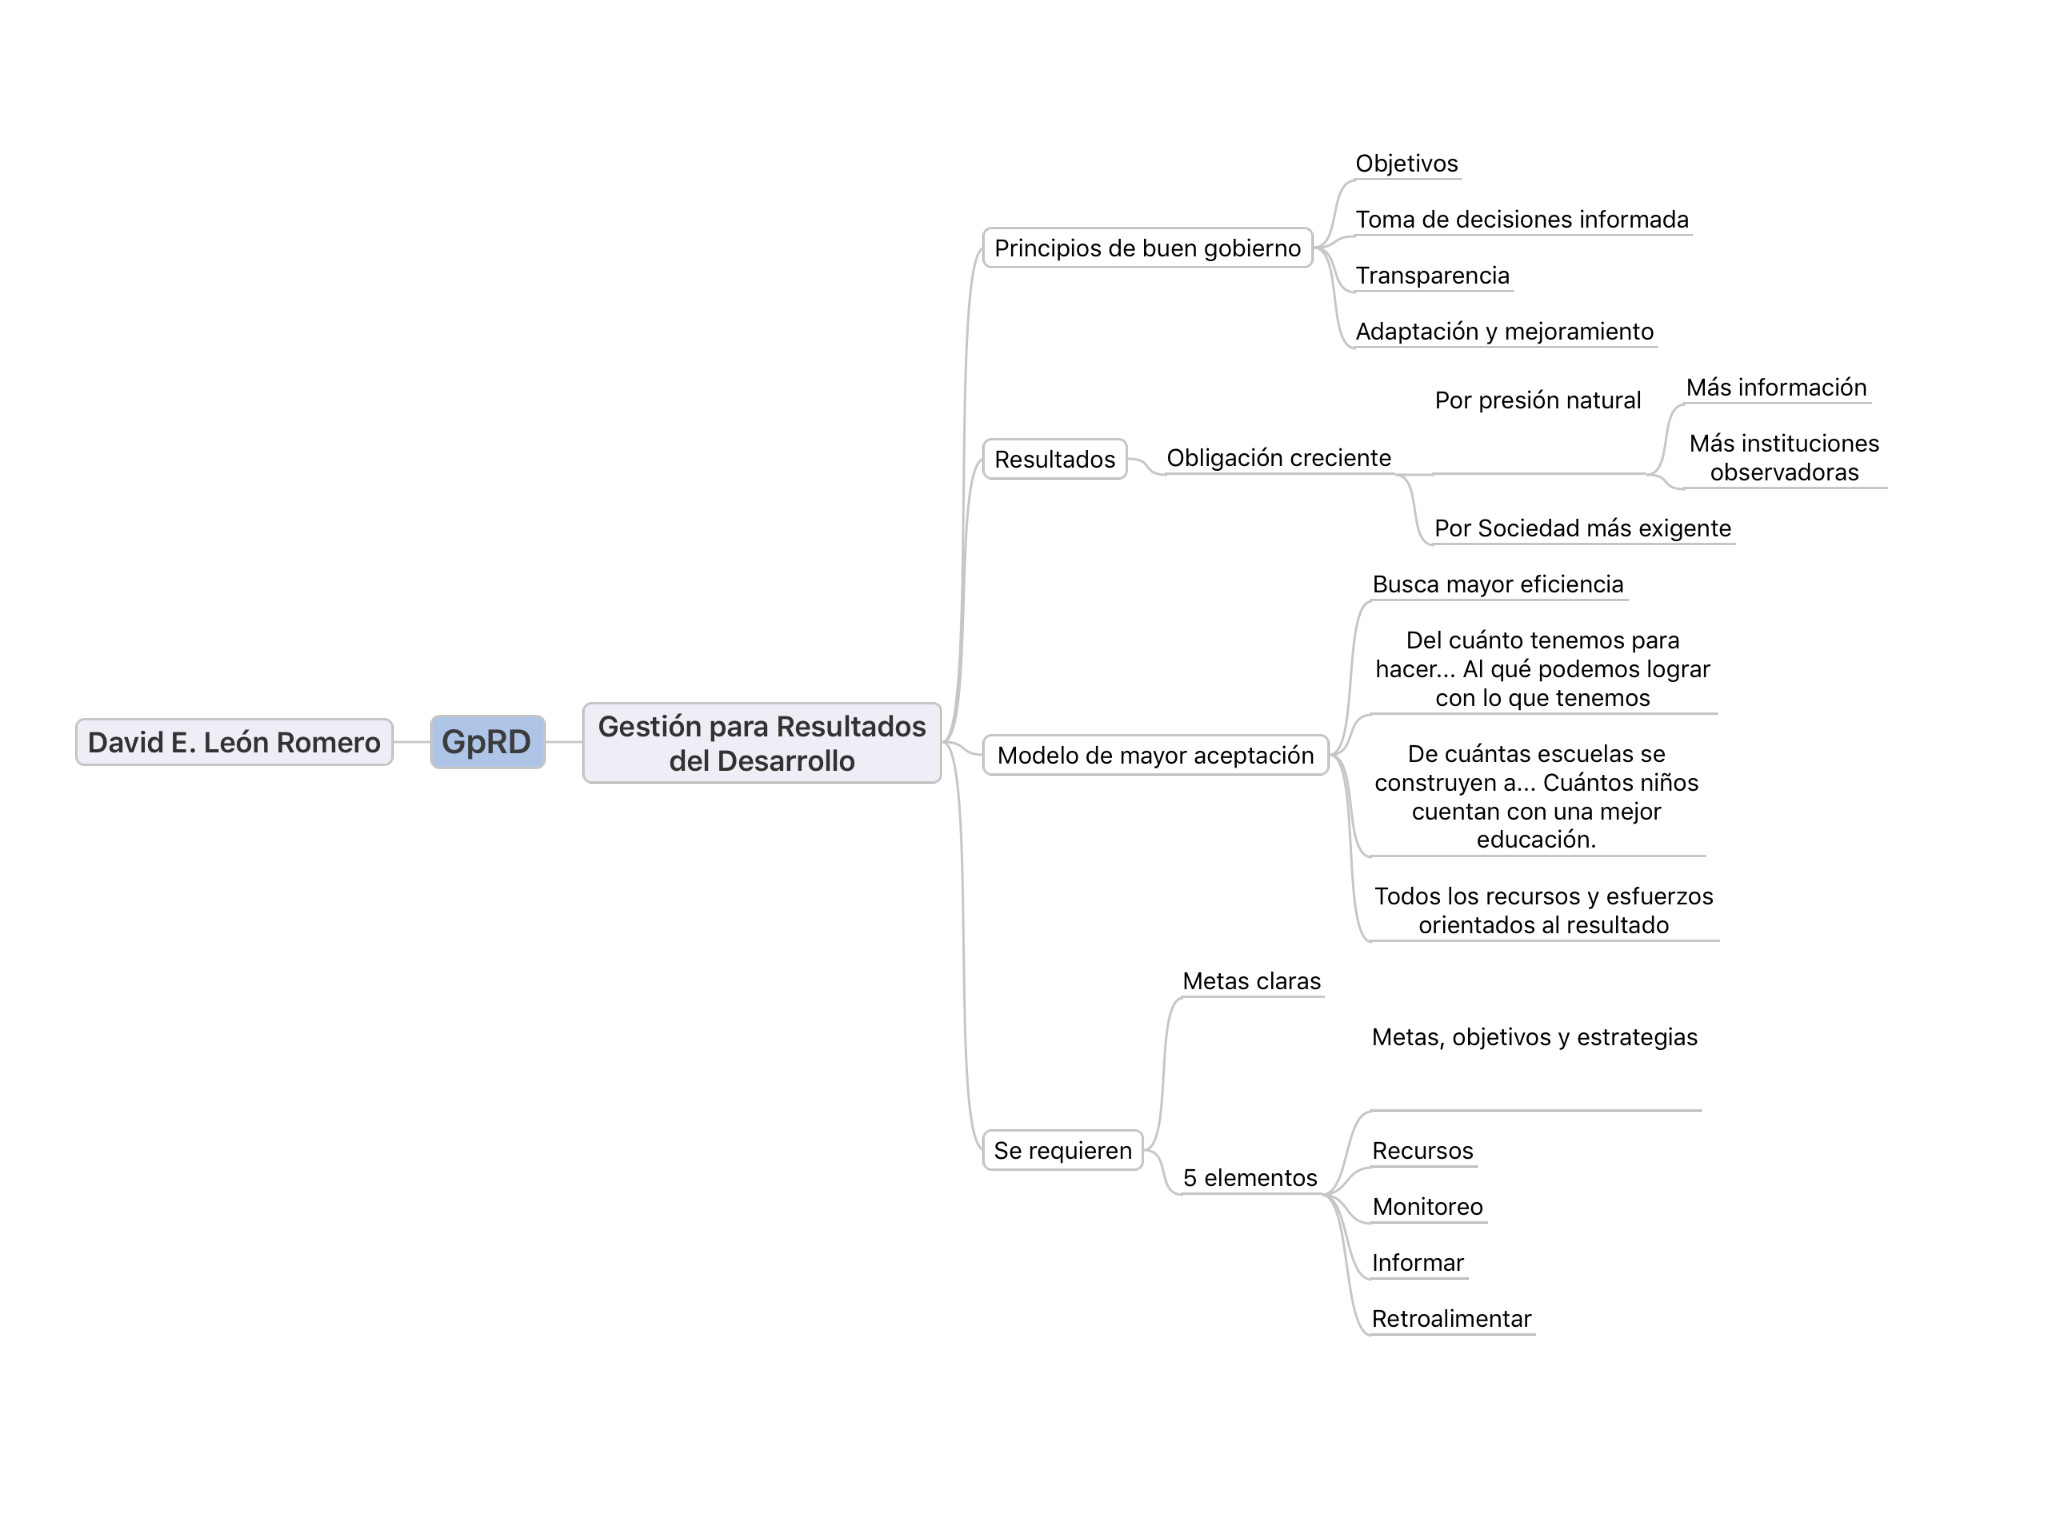 David E. León Romero
GpRD
Gestión para Resultados
del Desarrollo
Principios de buen gobierno
Objetivos
Toma de decisiones informada
Transparencia
Adaptación y mejoramiento
Resultados
Obligación creciente
Por presión natural
Más información
Más instituciones
observadoras
Por Sociedad más exigente
Modelo de mayor aceptación
Busca mayor eficiencia
Del cuánto tenemos para
hacer... Al qué podemos lograr
con lo que tenemos
De cuántas escuelas se
construyen a... Cuántos niños
cuentan con una mejor
educación.
Todos los recursos y esfuerzos
orientados al resultado
Se requieren
Metas claras
5 elementos
Metas, objetivos y estrategias
Recursos
Monitoreo
Informar
Retroalimentar